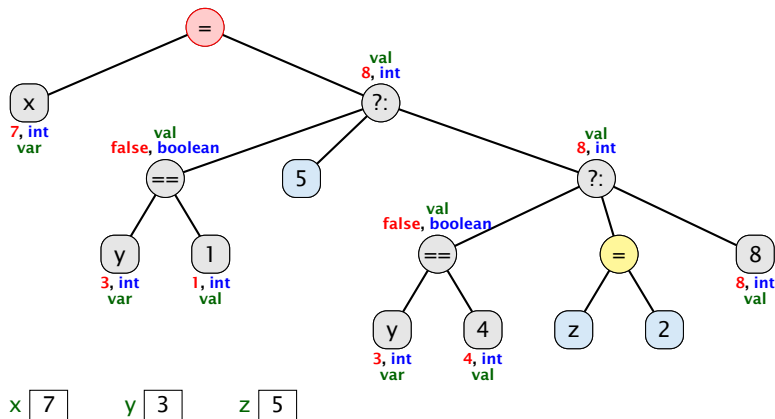 =
val
8, int
x
?:
7, int
var
val
false, boolean
val
8, int
==
5
?:
val
false, boolean
y
1
==
=
8
3, int
var
1, int
val
8, int
val
y
4
z
2
3, int
var
4, int
val
x 7 y 3 z 5